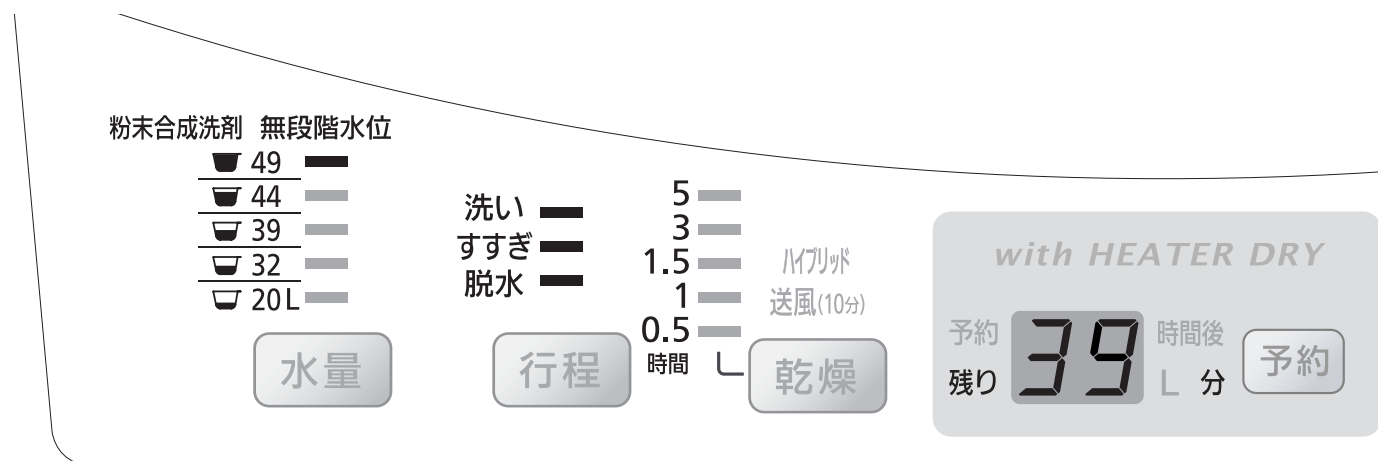 粉末合成洗剤 無段階水位
49
44
39
32
20L
水量
洗い
すすぎ
脱水
行程
5
3
1.5
1
0.5
時間
ハイブリッド
送風(10分)
乾燥
with HEATER DRY
予約 39 時間後
残り L 分
予約